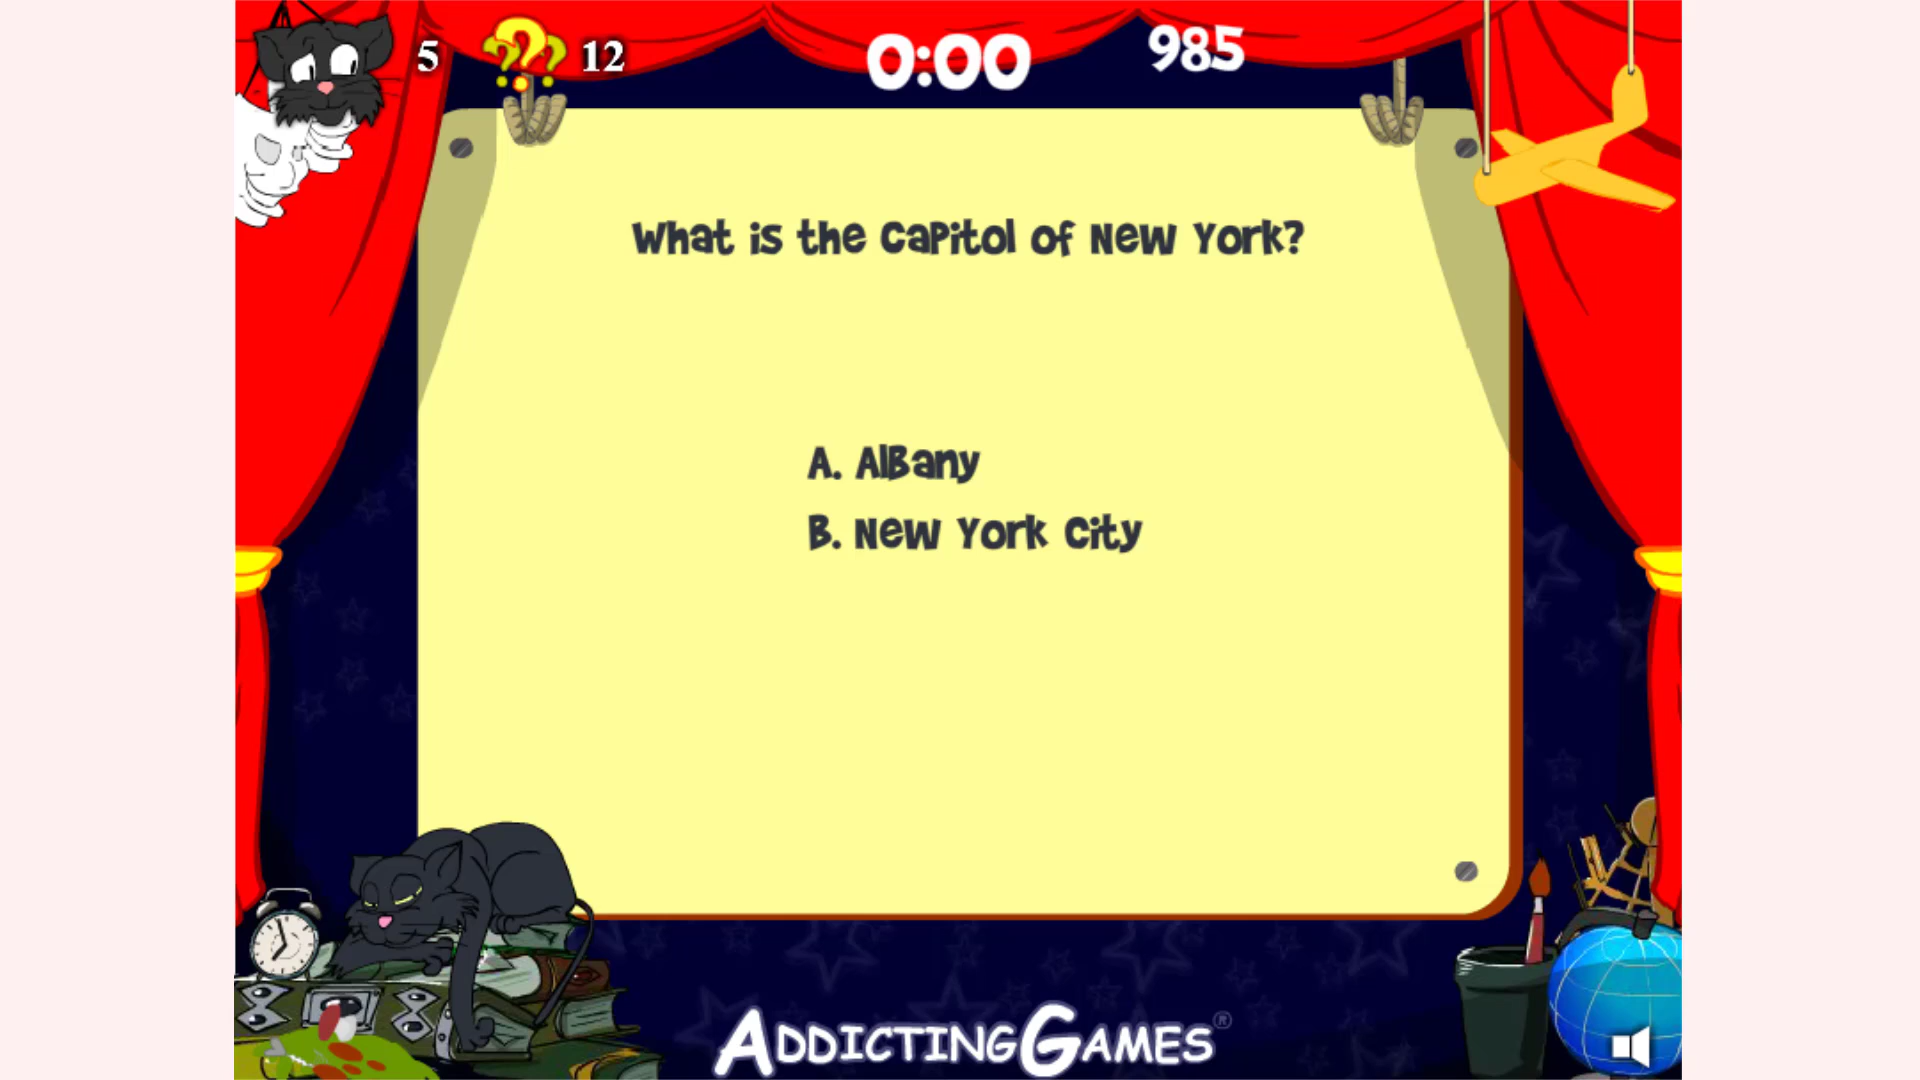 5 ??? 12 0:00 985
What is the Capitol of New York?
A. Albany
B. New York City
ADDICTINGGAMES®